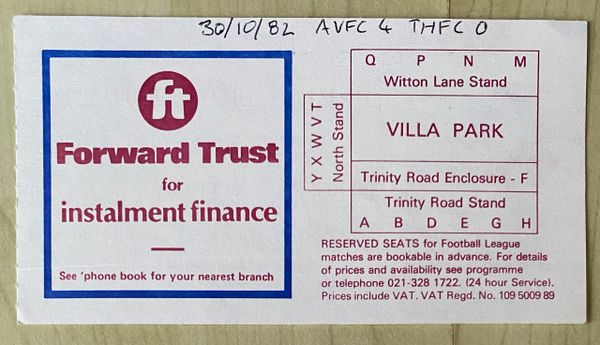 30/10/82 AVFC 4 THFC 0
ft
Forward Trust
for
instalment finance
See 'phone book for your nearest branch
Q P N M
Witton Lane Stand
Y X W V T
North Stand
VILLA PARK
Trinity Road Enclosure - F
Trinity Road Stand
A B D E G H
RESERVED SEATS for Football League
matches are bookable in advance. For details
of prices and availability see programme
or telephone 021-328 1722. (24 hour Service).
Prices include VAT. VAT Regd. No. 109 5009 89